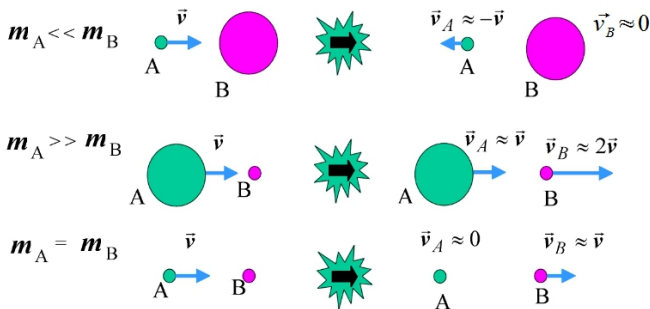 m_A << m_B
v⃗
A
B
v⃗_A ≈ −v⃗
A
v⃗_B ≈ 0
B
m_A >> m_B
v⃗
A
B
v⃗_A ≈ v⃗
A
v⃗_B ≈ 2v⃗
B
m_A = m_B
v⃗
A
B
v⃗_A ≈ 0
A
v⃗_B ≈ v⃗
B